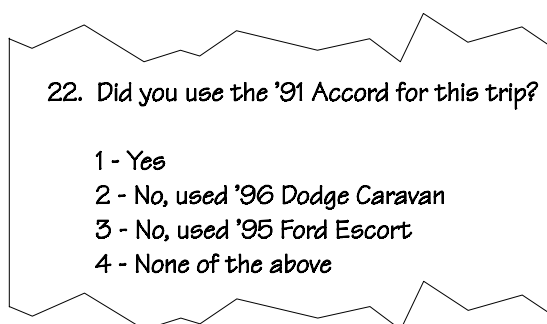 22. Did you use the ’91 Accord for this trip?
1 - Yes
2 - No, used ’96 Dodge Caravan
3 - No, used ’95 Ford Escort
4 - None of the above